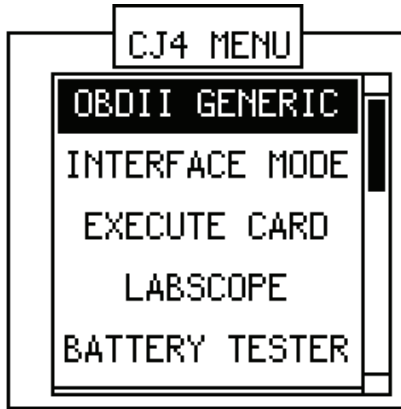 CJ4 MENU
OBDII GENERIC
INTERFACE MODE
EXECUTE CARD
LABSCOPE
BATTERY TESTER